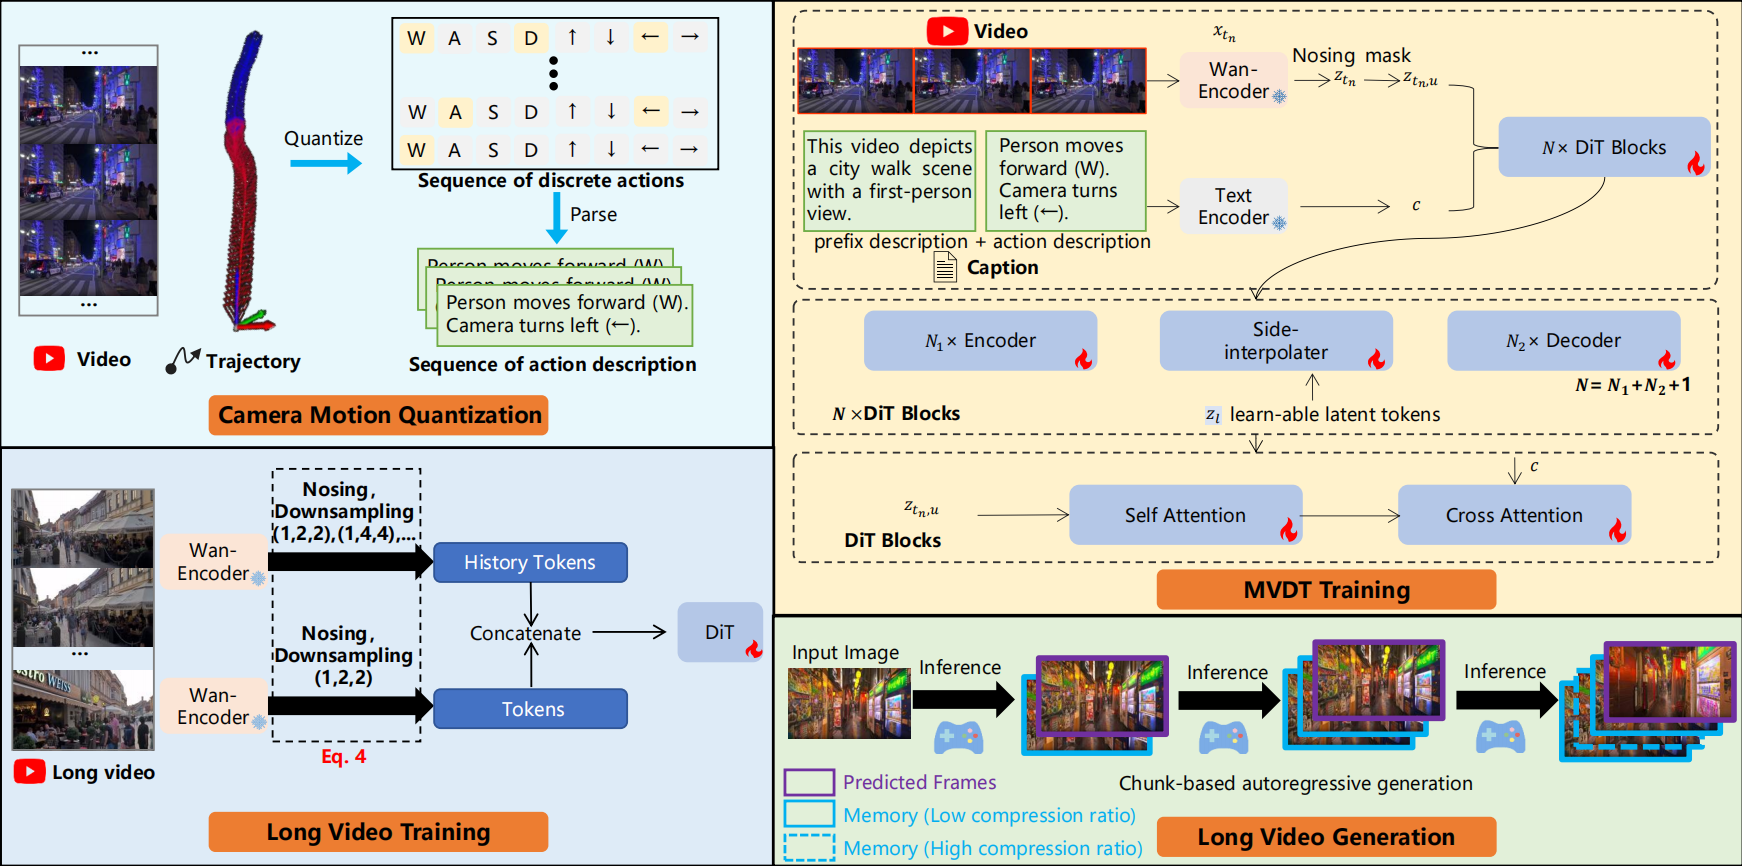 ...
W A S D ↑ ↓ ← →
W A S D ↑ ↓ ← →
W A S D ↑ ↓ ← →
Quantize
Sequence of discrete actions
Parse
Person moves forward (W).
Person moves forward (W).
Person moves forward (W).
Camera turns left (←).
Sequence of action description
...
Video
Trajectory
Camera Motion Quantization
Video
Wan-
Encoder
x_{t_n}
Nosing mask
z_{t_n}
z_{t_n,u}
N × DiT Blocks
This video depicts
a city walk scene
with a first-person
view.
Person moves
forward (W).
Camera turns
left (←).
Text
Encoder
c
prefix description + action description
Caption
N_1 × Encoder
Side-
interpolater
N_2 × Decoder
N = N_1 + N_2 + 1
N ×DiT Blocks
z_l learn-able latent tokens
c
z_{t_n,u}
Self Attention
Cross Attention
DiT Blocks
MVDT Training
Nosing,
Downsampling
(1,2,2),(1,4,4),...
Wan-
Encoder
History Tokens
Concatenate
DiT
...
Nosing,
Downsampling
(1,2,2)
Wan-
Encoder
Tokens
WEISS
Eq. 4
Long video
Long Video Training
Input Image
Inference
Inference
Inference
Predicted Frames
Chunk-based autoregressive generation
Memory (Low compression ratio)
Memory (High compression ratio)
Long Video Generation